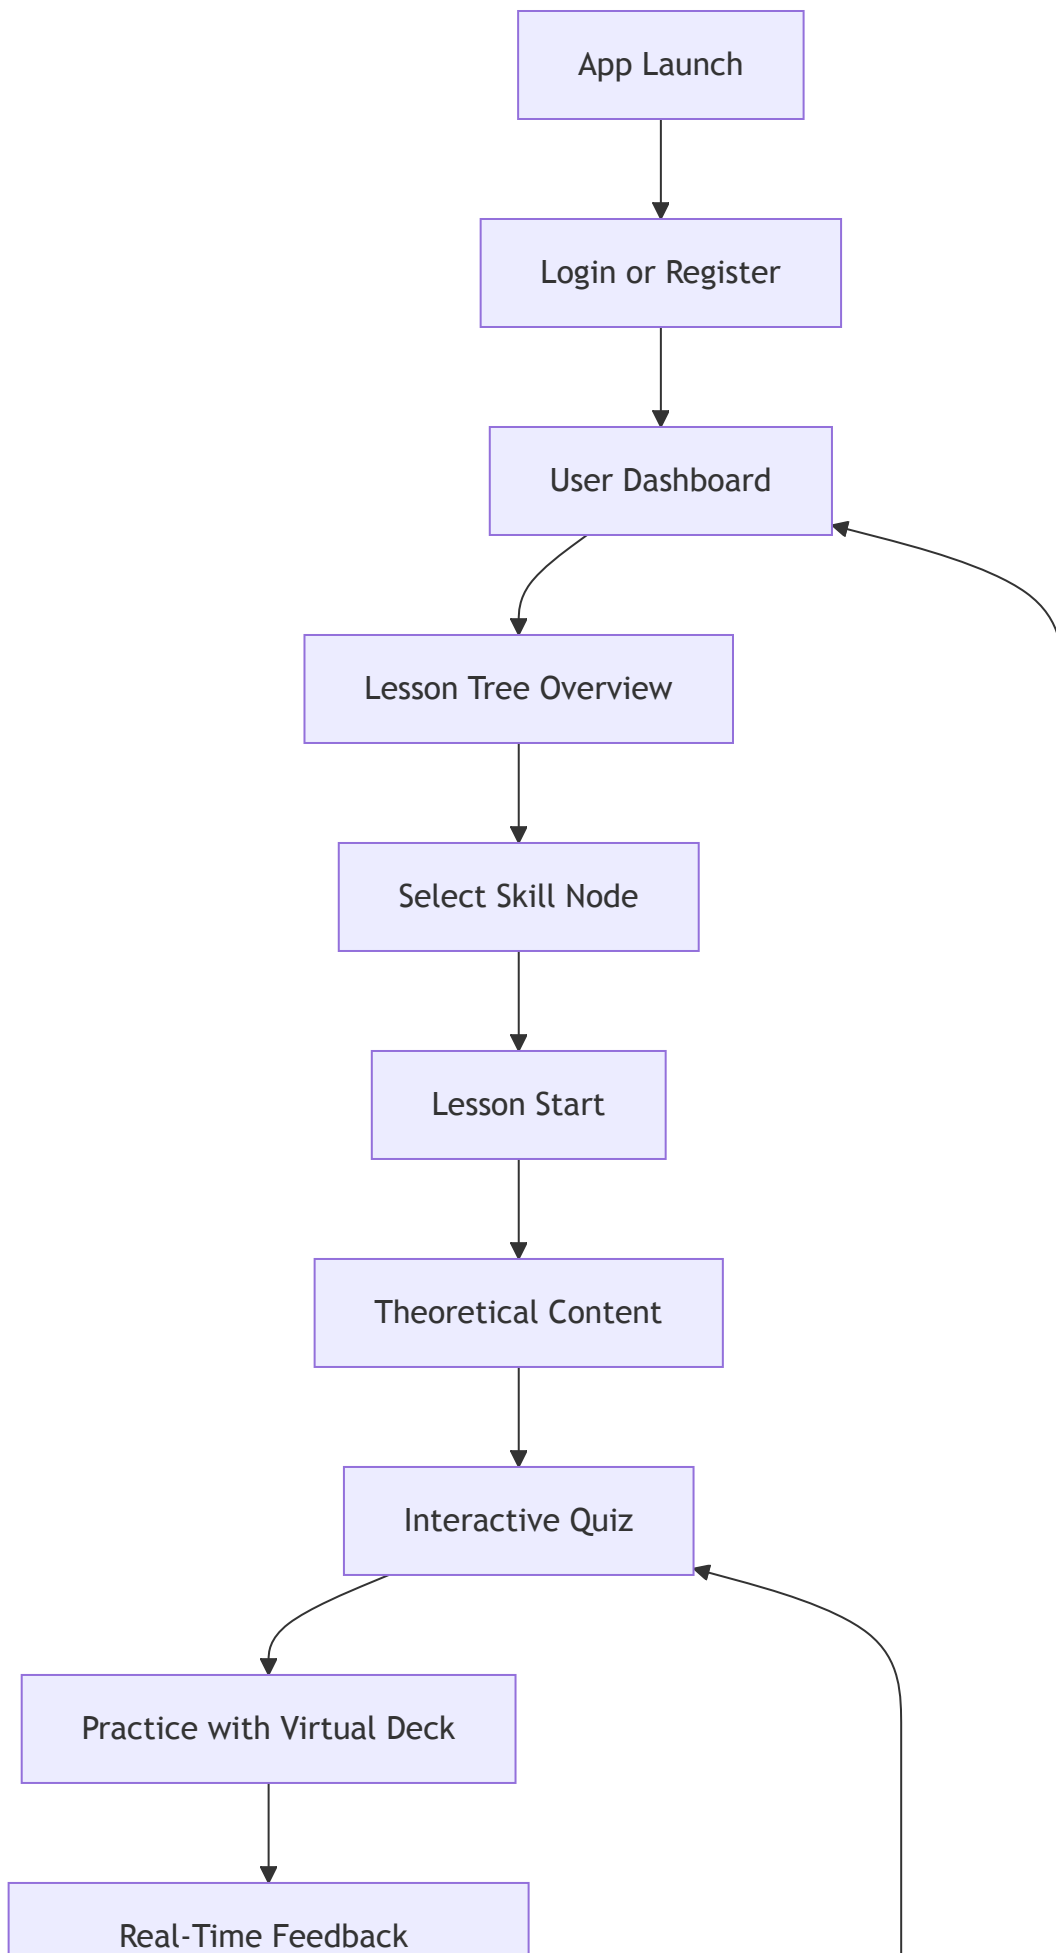 App Launch
Login or Register
User Dashboard
Lesson Tree Overview
Select Skill Node
Lesson Start
Theoretical Content
Interactive Quiz
Practice with Virtual Deck
Real-Time Feedback